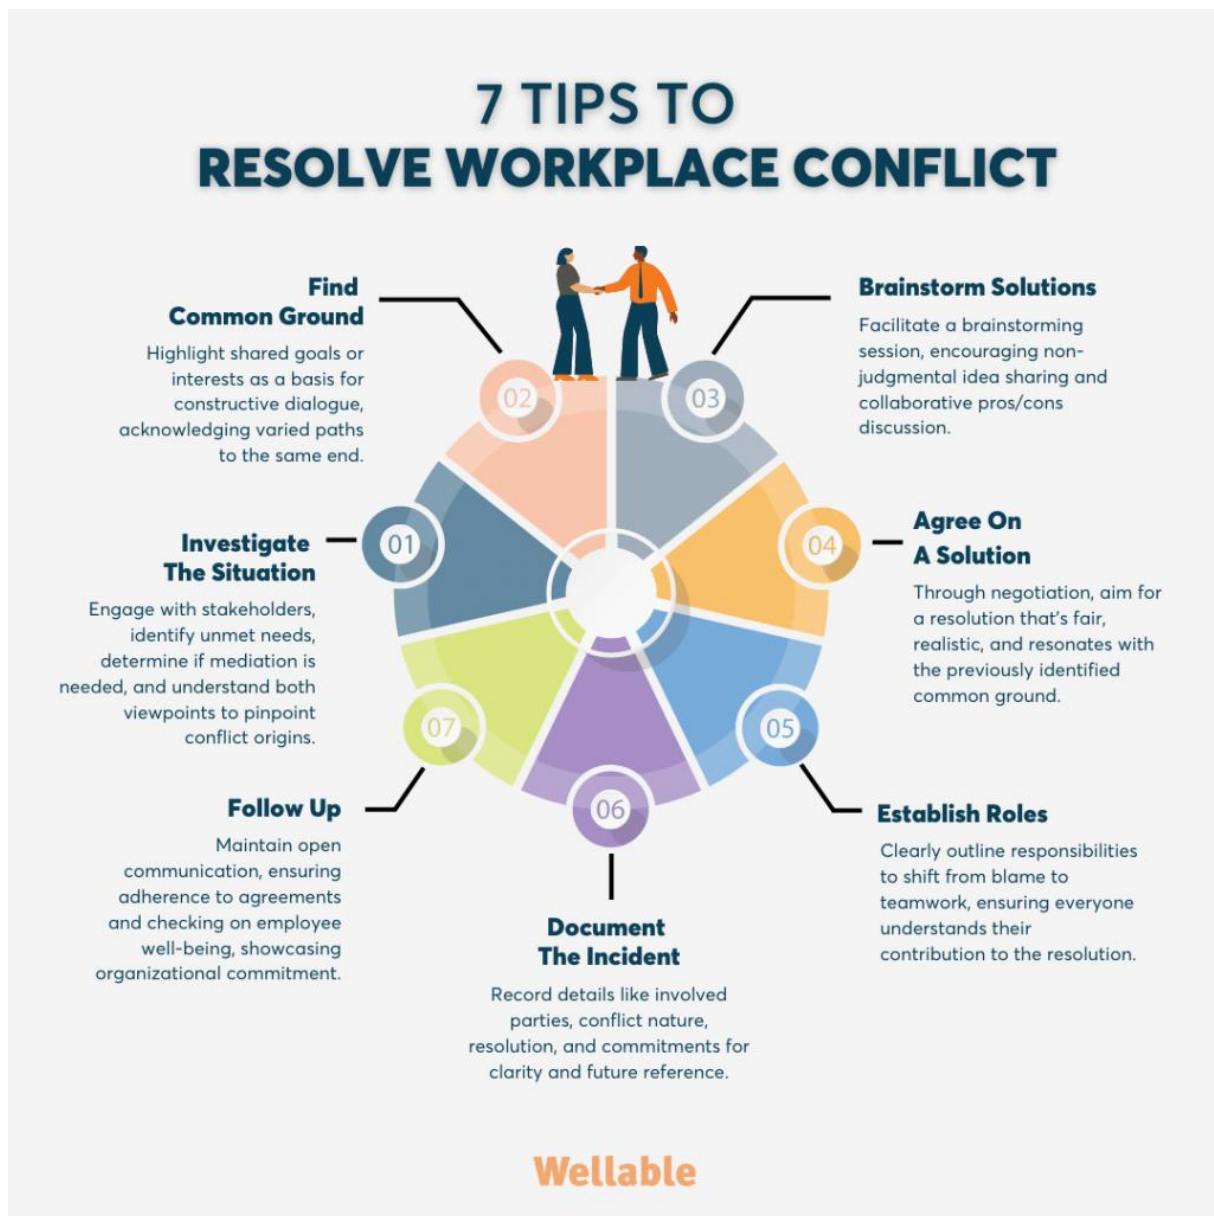 7 TIPS TO
RESOLVE WORKPLACE CONFLICT
01
Investigate
The Situation
Engage with stakeholders,
identify unmet needs,
determine if mediation is
needed, and understand both
viewpoints to pinpoint
conflict origins.
02
Find
Common Ground
Highlight shared goals or
interests as a basis for
constructive dialogue,
acknowledging varied paths
to the same end.
03
Brainstorm Solutions
Facilitate a brainstorming
session, encouraging non-
judgmental idea sharing and
collaborative pros/cons
discussion.
04
Agree On
A Solution
Through negotiation, aim for
a resolution that's fair,
realistic, and resonates with
the previously identified
common ground.
05
Establish Roles
Clearly outline responsibilities
to shift from blame to
teamwork, ensuring everyone
understands their
contribution to the resolution.
06
Document
The Incident
Record details like involved
parties, conflict nature,
resolution, and commitments for
clarity and future reference.
07
Follow Up
Maintain open
communication, ensuring
adherence to agreements
and checking on employee
well-being, showcasing
organizational commitment.
Wellable